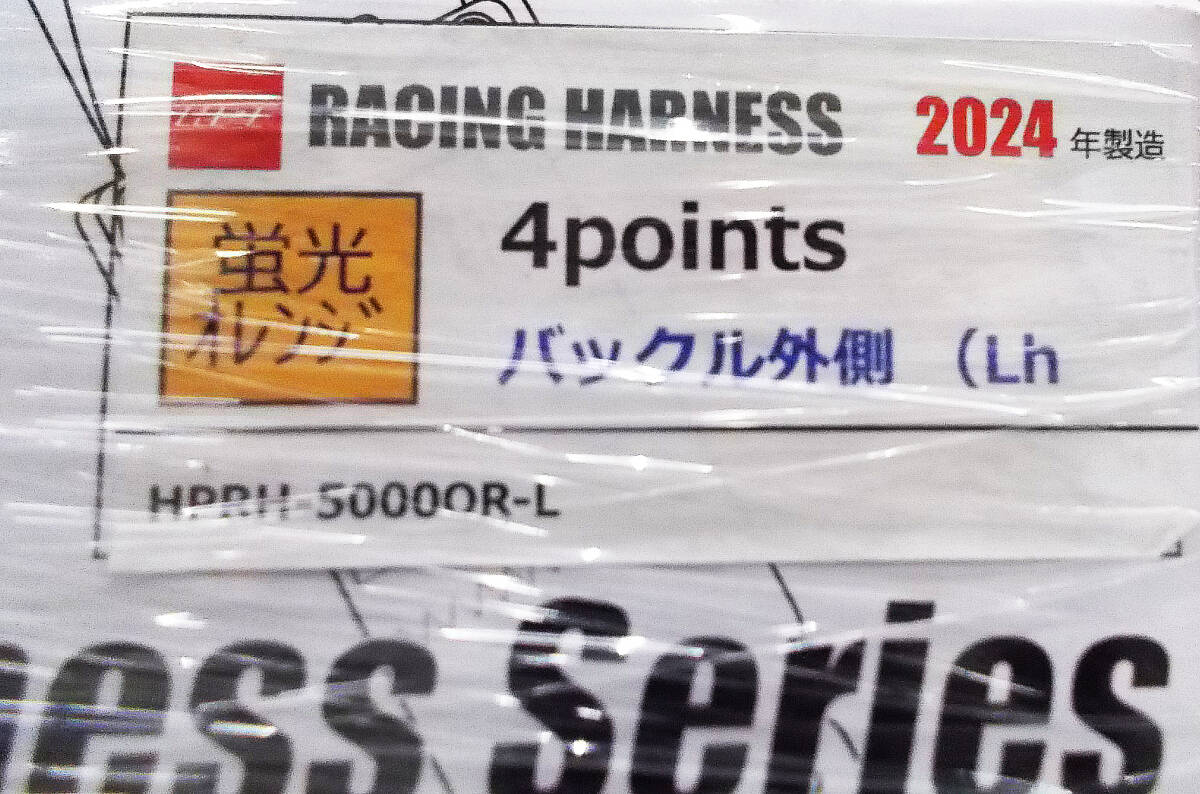 RACING HARNESS 2024 年製造
蛍光
オレンジ
4points
バックル外側 (Lh
HPRH-5000OR-L
ness Series